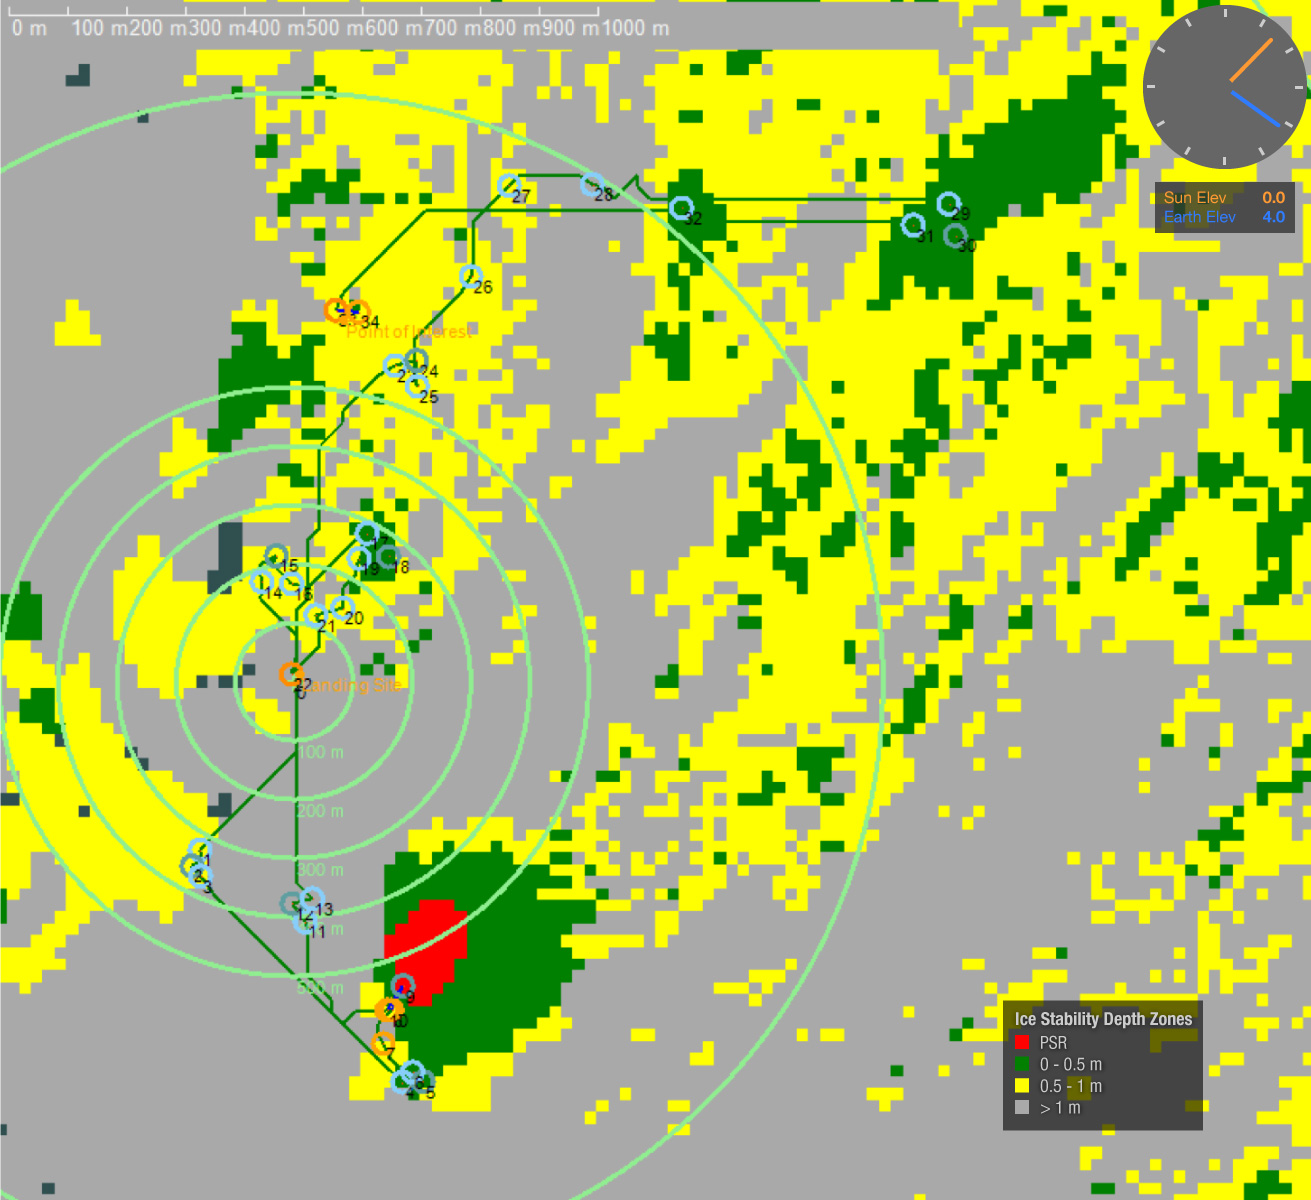 0 m 100 m 200 m 300 m 400 m 500 m 600 m 700 m 800 m 900 m 1000 m
Sun Elev 0.0
Earth Elev 4.0
27
28
29
32
31
30
26
34
Point of Interest
24
25
17
15
19
18
14
16
20
21
22
0
Landing Site
100 m
200 m
1
300 m
2
3
13
12
m
11
500 m
9
10
7
6
4
5
Ice Stability Depth Zones
PSR
0 - 0.5 m
0.5 - 1 m
> 1 m